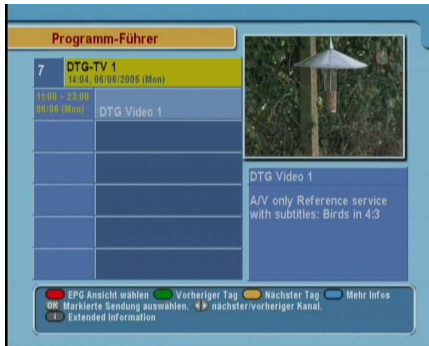 Programm-Führer
7 DTG-TV 1
14:04, 06/06/2005 (Mon)
11:00 - 23:00
06/06 (Mon) DTG Video 1
DTG Video 1
A/V only Reference service
with subtitles: Birds in 4:3
EPG Ansicht wählen Vorheriger Tag Nächster Tag Mehr Infos
OK Markierte Sendung auswählen. nächster/vorheriger Kanal.
i Extended Information